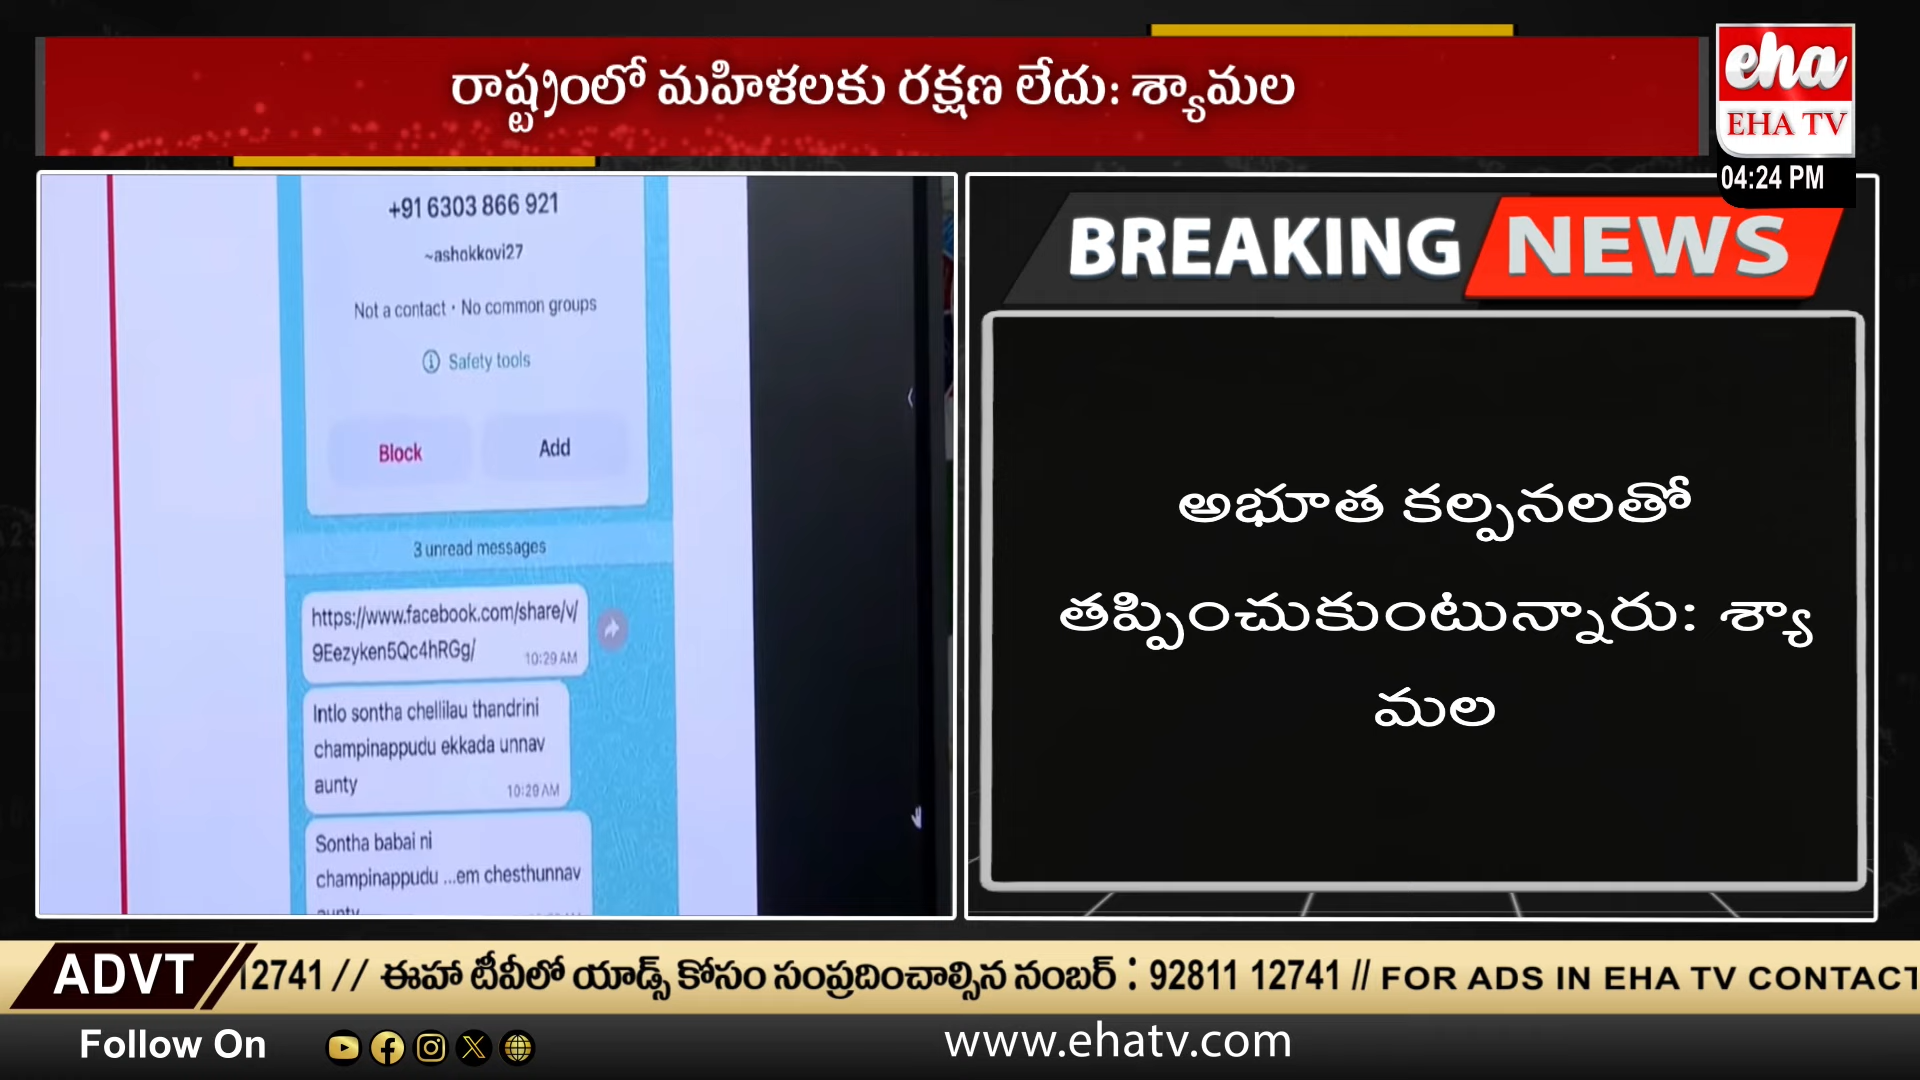 రాష్ట్రంలో మహిళలకు రక్షణ లేదు: శ్యామల
eha
EHA TV
04:24 PM
+91 6303 866 921
~ashokkovi27
Not a contact · No common groups
Safety tools
Block
Add
3 unread messages
https://www.facebook.com/share/v/
9Eezyken5Qc4hRGg/
10:29 AM
Intlo sontha chellilau thandrini
champinappudu ekkada unnav
aunty
10:29 AM
Sontha babai ni
champinappudu ...em chesthunnav
aunty
BREAKING NEWS
అభూత కల్పనలతో
తప్పించుకుంటున్నారు: శ్యా
మల
ADVT
12741 // ఈహా టీవీలో యాడ్స్ కోసం సంప్రదించాల్సిన నంబర్ : 92811 12741 // FOR ADS IN EHA TV CONTACT
Follow On
www.ehatv.com